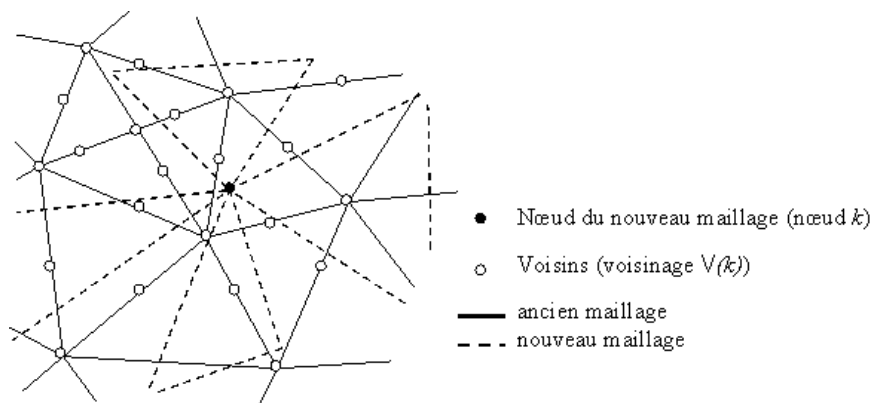 Nœud du nouveau maillage (nœud k)
Voisins (voisinage V(k))
ancien maillage
nouveau maillage